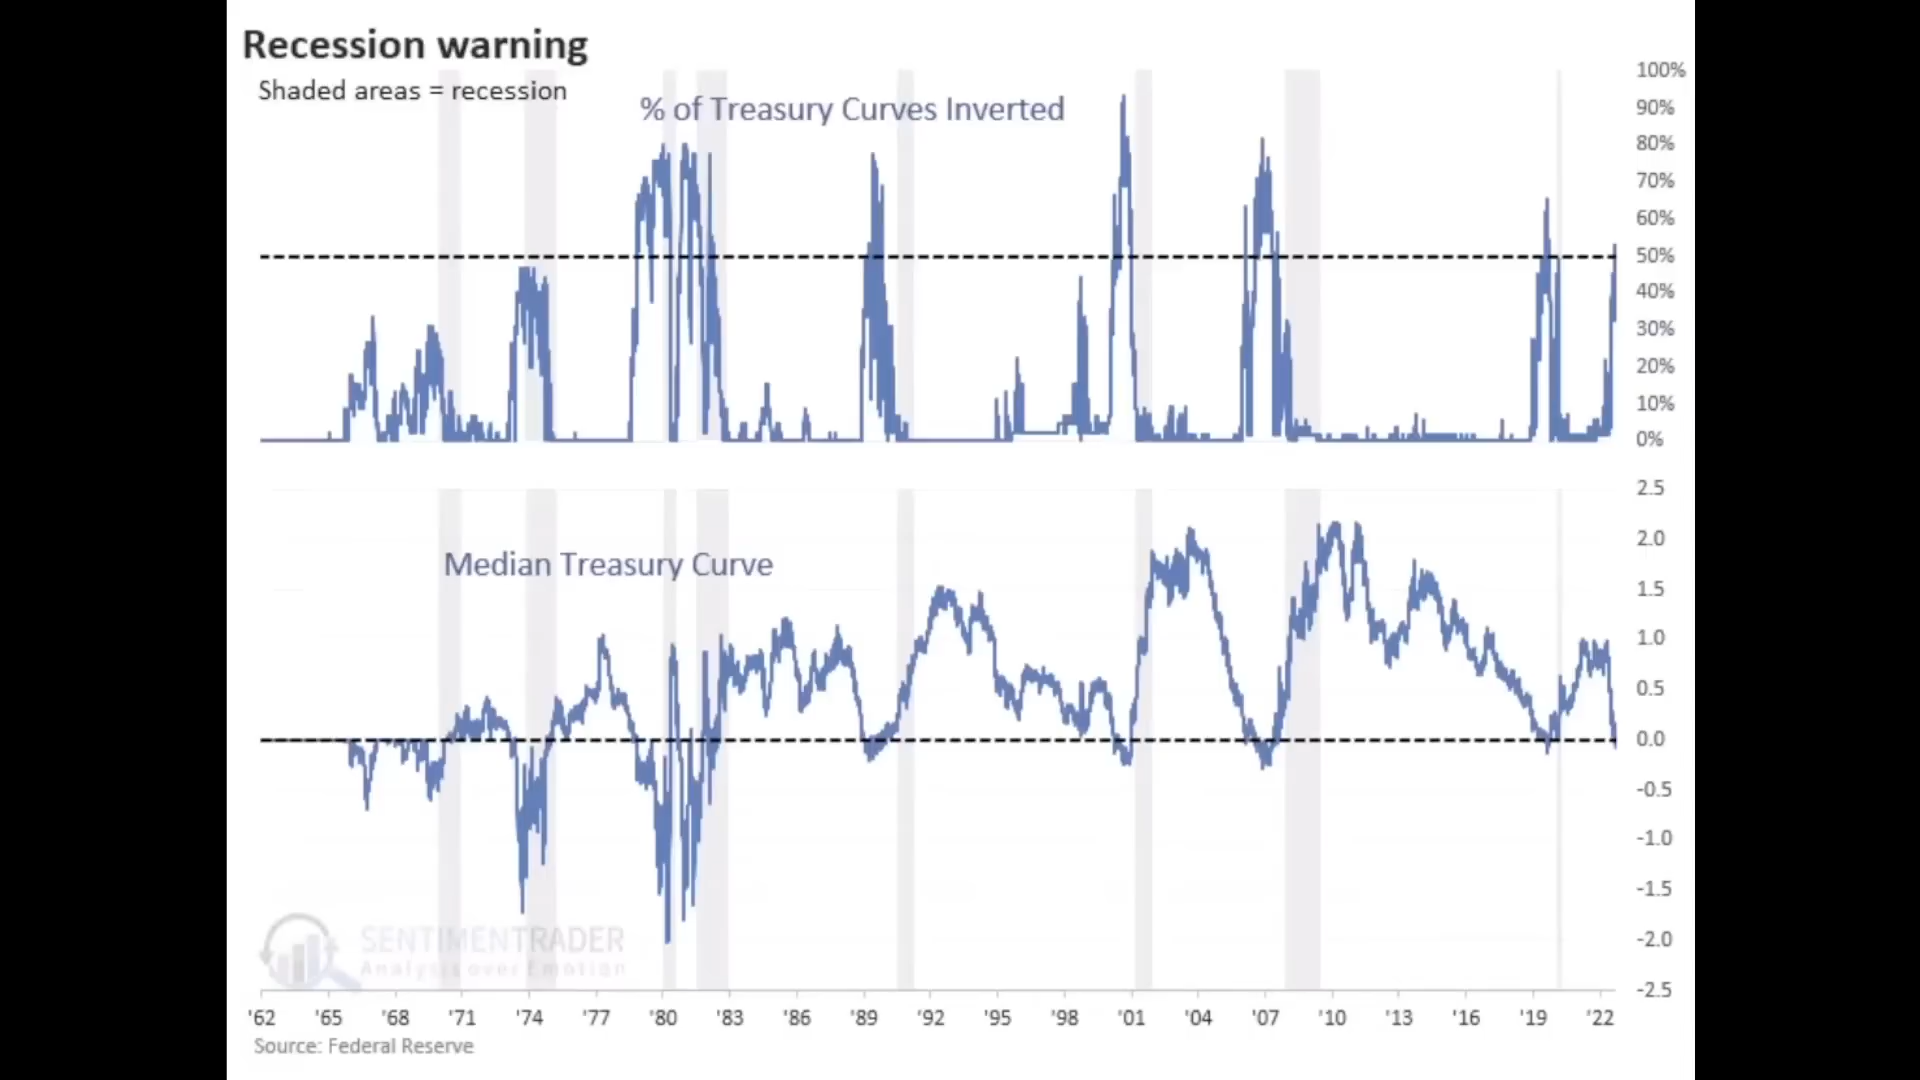 Recession warning
Shaded areas = recession
% of Treasury Curves Inverted
100%
90%
80%
70%
60%
50%
40%
30%
20%
10%
0%
Median Treasury Curve
2.5
2.0
1.5
1.0
0.5
0.0
-0.5
-1.0
-1.5
-2.0
-2.5
SENTIMENTRADER
Analysis over Emotion
'62 '65 '68 '71 '74 '77 '80 '83 '86 '89 '92 '95 '98 '01 '04 '07 '10 '13 '16 '19 '22
Source: Federal Reserve